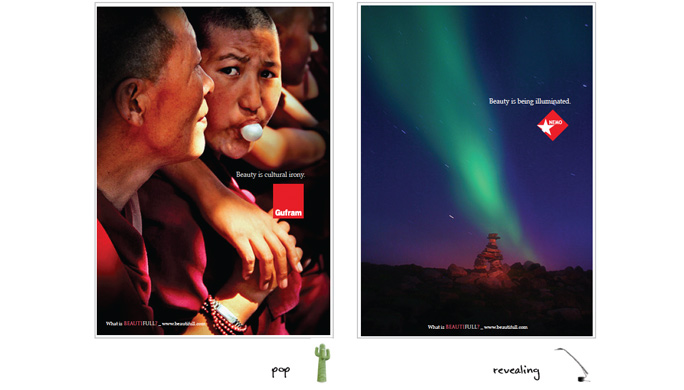 Beauty is cultural irony.
Gufram
What is BEAUTIFULL? _ www.beautifull.com
pop
Beauty is being illuminated.
NEMO
What is BEAUTIFULL? _ www.beautifull.com
revealing